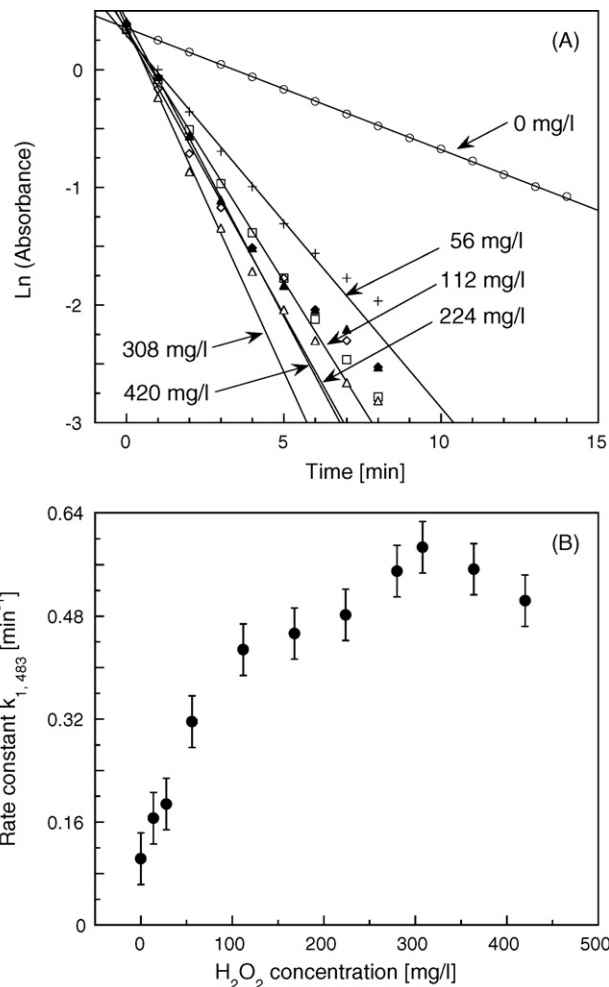 (A)
0
-1
-2
-3
Ln (Absorbance)
0 mg/l
56 mg/l
112 mg/l
224 mg/l
308 mg/l
420 mg/l
0 5 10 15
Time [min]
(B)
0.64
0.48
0.32
0.16
0
Rate constant k1, 483 [min-1]
0 100 200 300 400 500
H2O2 concentration [mg/l]